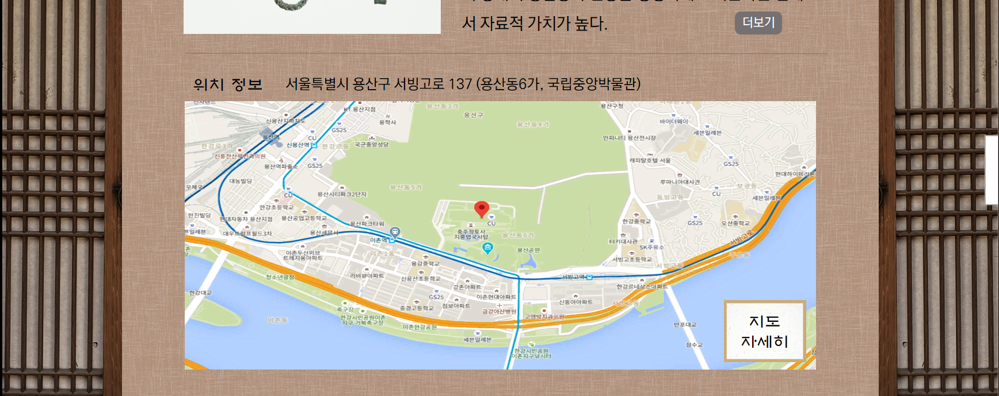 서 자료적 가치가 높다.
더보기
위치 정보
서울특별시 용산구 서빙고로 137 (용산동6가, 국립중앙박물관)
KT 용산지점
용산동3가
용산구
용산구청
신용산지하차도
용학사
용산동4가
바이더웨이
GS25
세븐일레븐
용산역
CU
인피니티 용산전시장
한강로3가
신용산역
한강로동
국군중앙성당
신동찬산부인과의원
캐피탈호텔 서울
용산역파출소
GS25
GS25
현대하이페리온
우체국
대농빌딩
용산동5가
루마니아대사관
보광동
CU
용산시티파크2단지
동빙고동
CU
세븐일레븐
한강초등학교
한진빌딩
현대자동차 용산지점
용산공업고등학교
용산파크타워
CU
한강중학교
GS25
오산중학교
세븐일레븐
대우트럼프월드3차
용산세무서
충주정토사
지홍법국사탑
용산동6가
이촌역
터키대사관
서빙고로
SK주유소
이촌두산위브
트레지움아파트
이촌1동
용산공원
주성동
용강중학교
서빙고초등학교
서빙고동
청소년광장
리바뷰아파트
신용산초등학교
서빙고역
강촌아파트
한강르네상스아파트
한강대교
GS25
이촌현대아파트
신동아아파트
점보아파트
서빙고동
축구장
중경고등학교
금강아산병원
고앤박치과의원
이촌동
한강시민공원이촌
지구 거북축구장
이촌한강공원
반포대교
지도
자세히
세븐일레븐
잠수교
한강시민공원
이촌지구낚시터